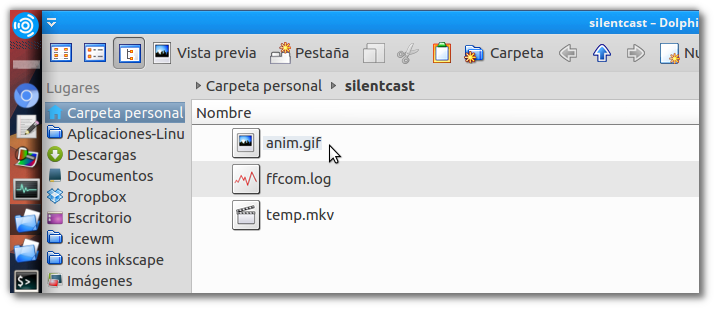 silentcast – Dolphi
Vista previa Pestaña Carpeta Nu
Lugares
Carpeta personal silentcast
Carpeta personal
Nombre
Aplicaciones-Linu
anim.gif
Descargas
Documentos
ffcom.log
Dropbox
Escritorio
temp.mkv
.icewm
icons inkscape
Imágenes